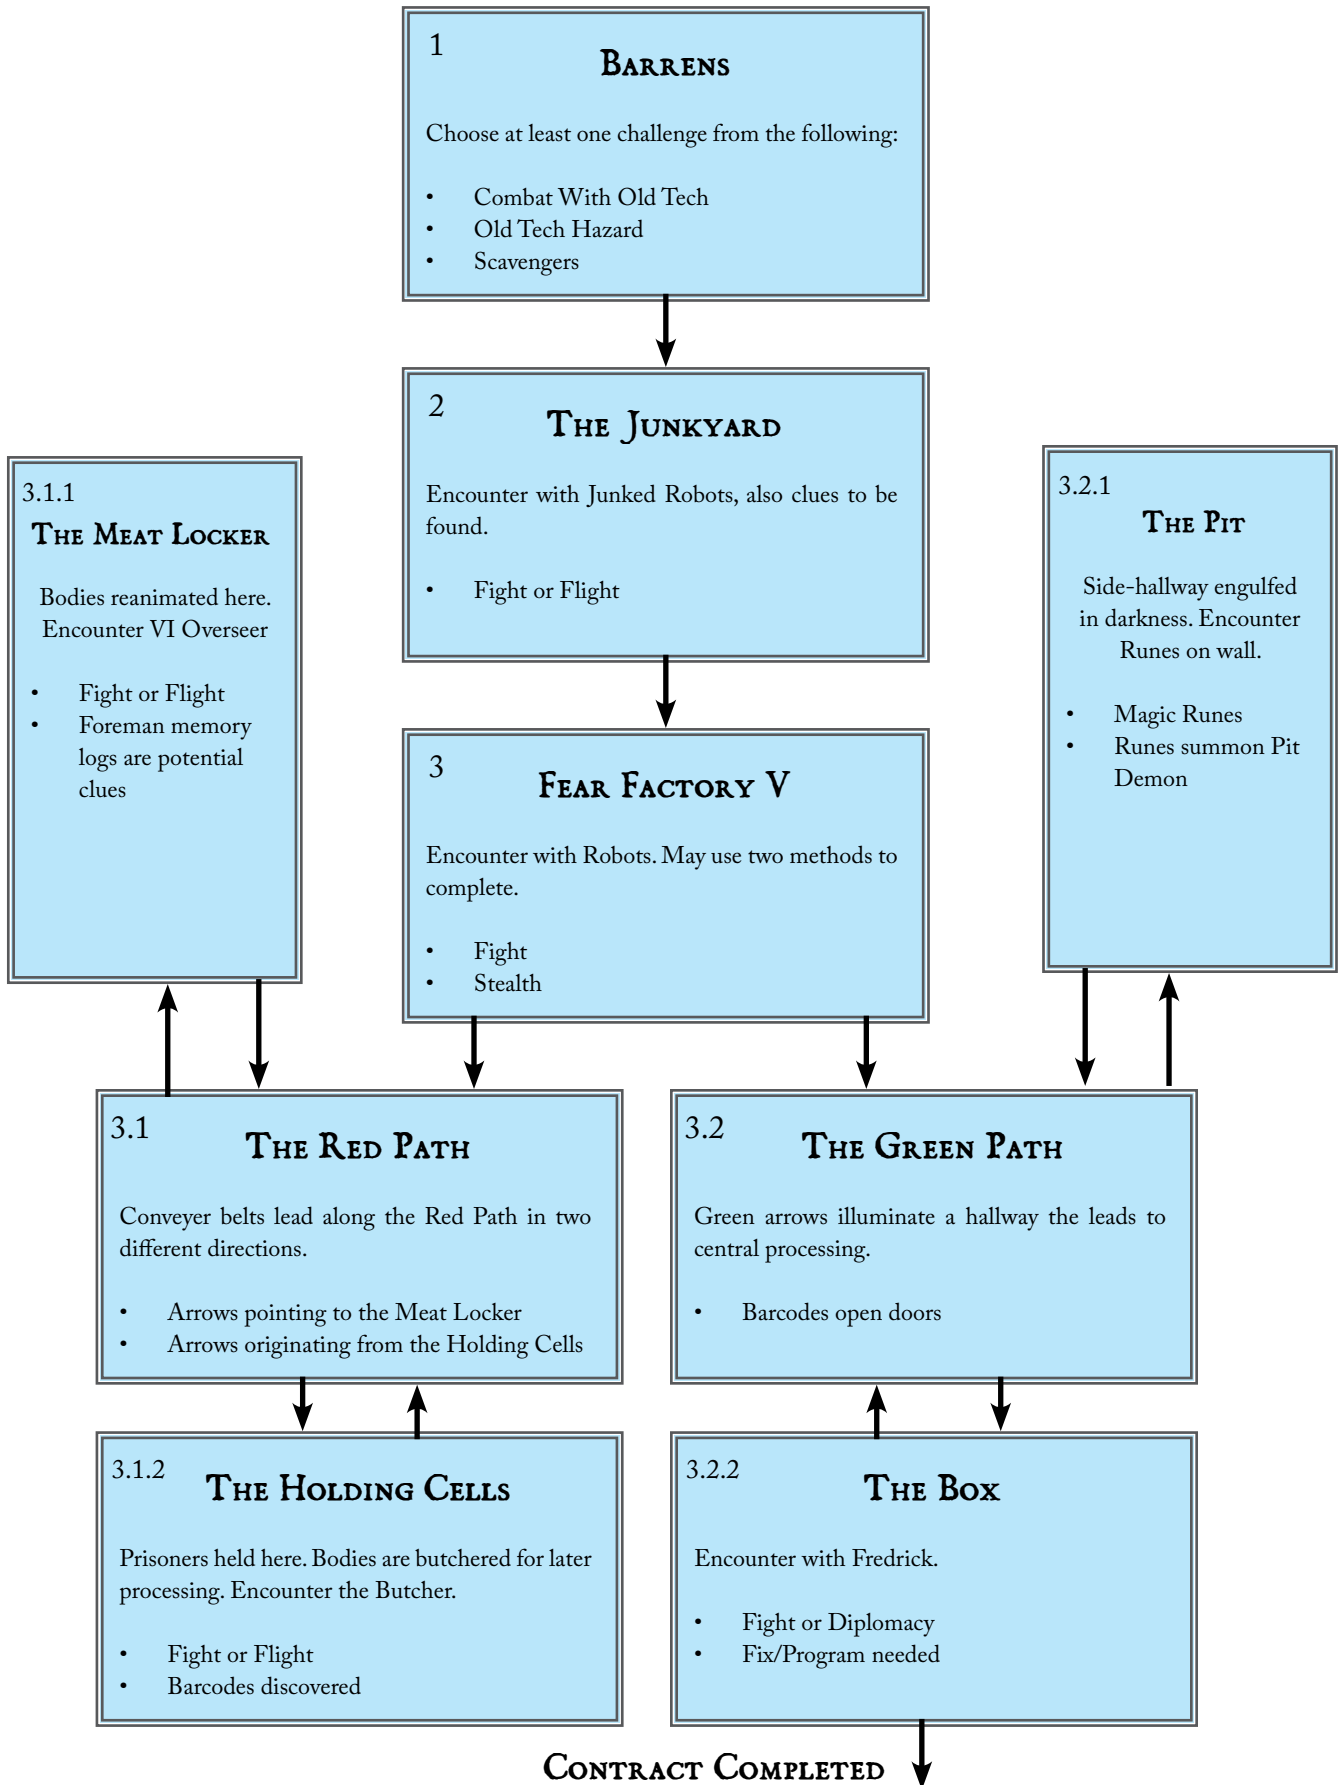 1
Barrens
Choose at least one challenge from the following:
• Combat With Old Tech
• Old Tech Hazard
• Scavengers
2
The Junkyard
Encounter with Junked Robots, also clues to be
found.
• Fight or Flight
3.1.1
The Meat Locker
Bodies reanimated here.
Encounter VI Overseer
• Fight or Flight
• Foreman memory
logs are potential
clues
3.2.1
The Pit
Side-hallway engulfed
in darkness. Encounter
Runes on wall.
• Magic Runes
• Runes summon Pit
Demon
3
Fear Factory V
Encounter with Robots. May use two methods to
complete.
• Fight
• Stealth
3.1
The Red Path
Conveyer belts lead along the Red Path in two
different directions.
• Arrows pointing to the Meat Locker
• Arrows originating from the Holding Cells
3.2
The Green Path
Green arrows illuminate a hallway the leads to
central processing.
• Barcodes open doors
3.1.2
The Holding Cells
Prisoners held here. Bodies are butchered for later
processing. Encounter the Butcher.
• Fight or Flight
• Barcodes discovered
3.2.2
The Box
Encounter with Fredrick.
• Fight or Diplomacy
• Fix/Program needed
Contract Completed